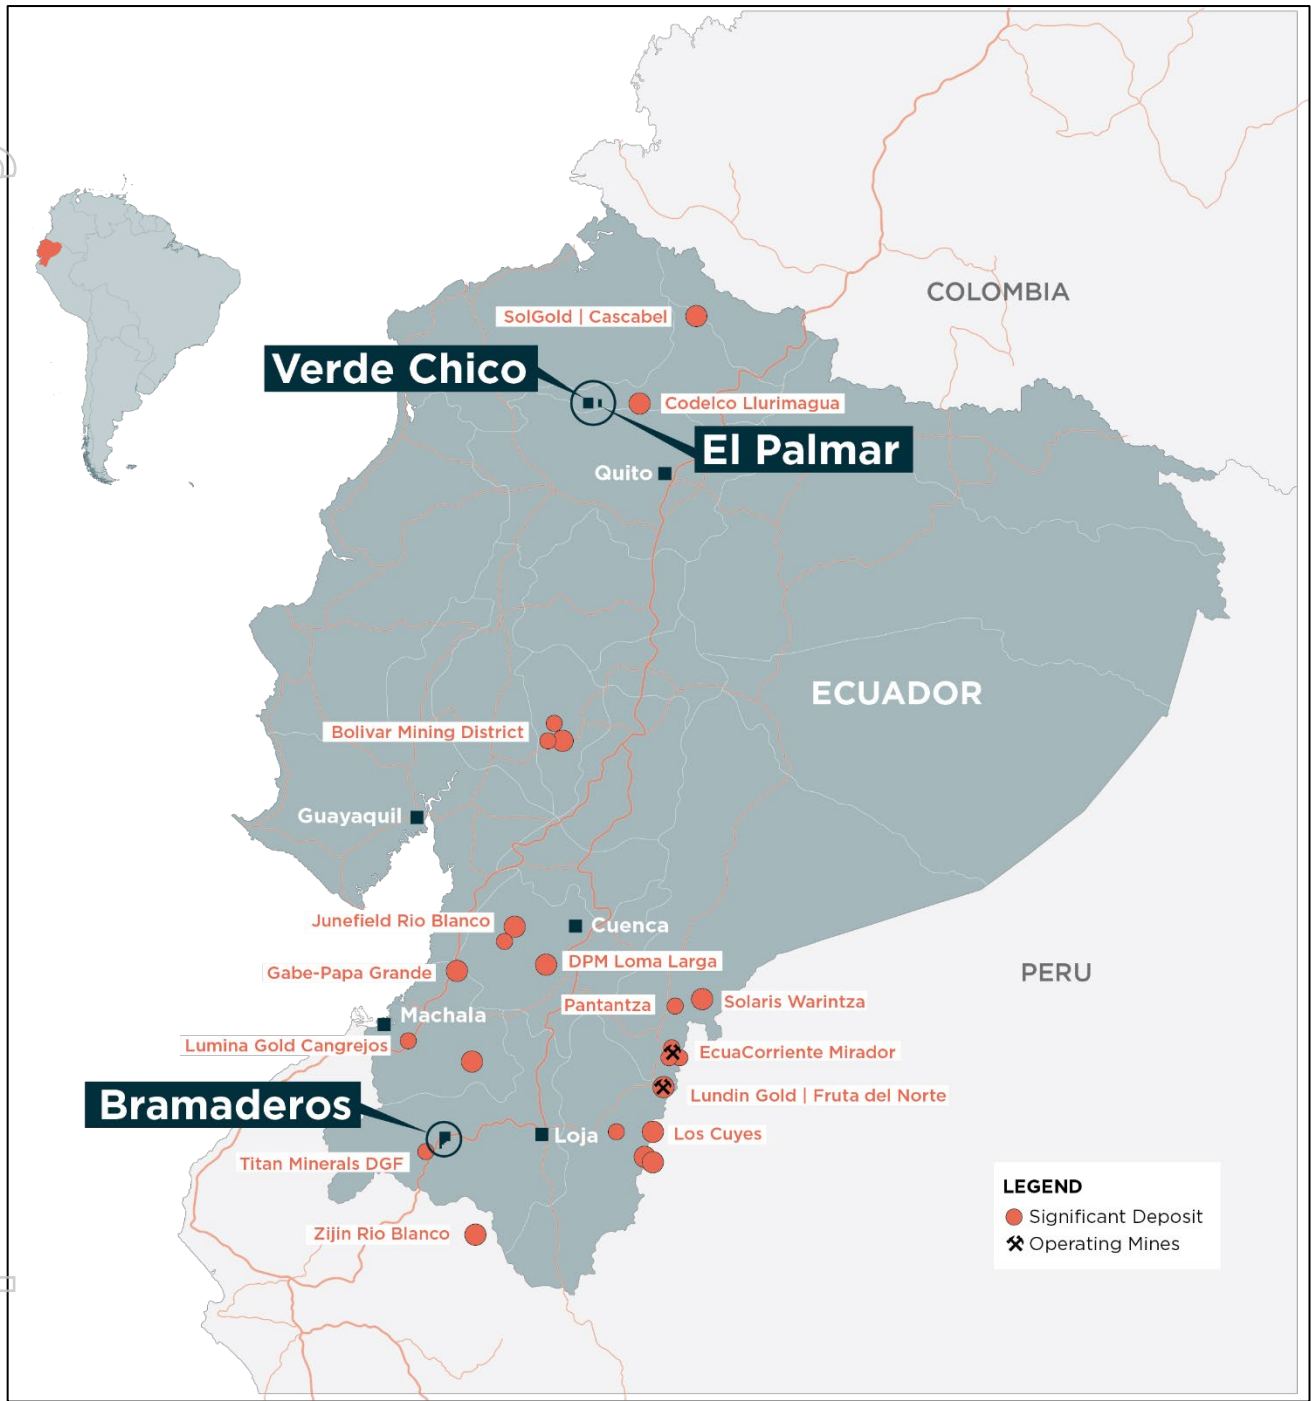 COLOMBIA
SolGold | Cascabel
Verde Chico
Codelco Llurimagua
El Palmar
Quito
ECUADOR
Bolivar Mining District
Guayaquil
Junefield Rio Blanco
Cuenca
DPM Loma Larga
Gabe-Papa Grande
PERU
Pantantza
Solaris Warintza
Machala
Lumina Gold Cangrejos
EcuaCorriente Mirador
Lundin Gold | Fruta del Norte
Bramaderos
Loja
Los Cuyes
Titan Minerals DGF
Zijin Rio Blanco
LEGEND
Significant Deposit
Operating Mines